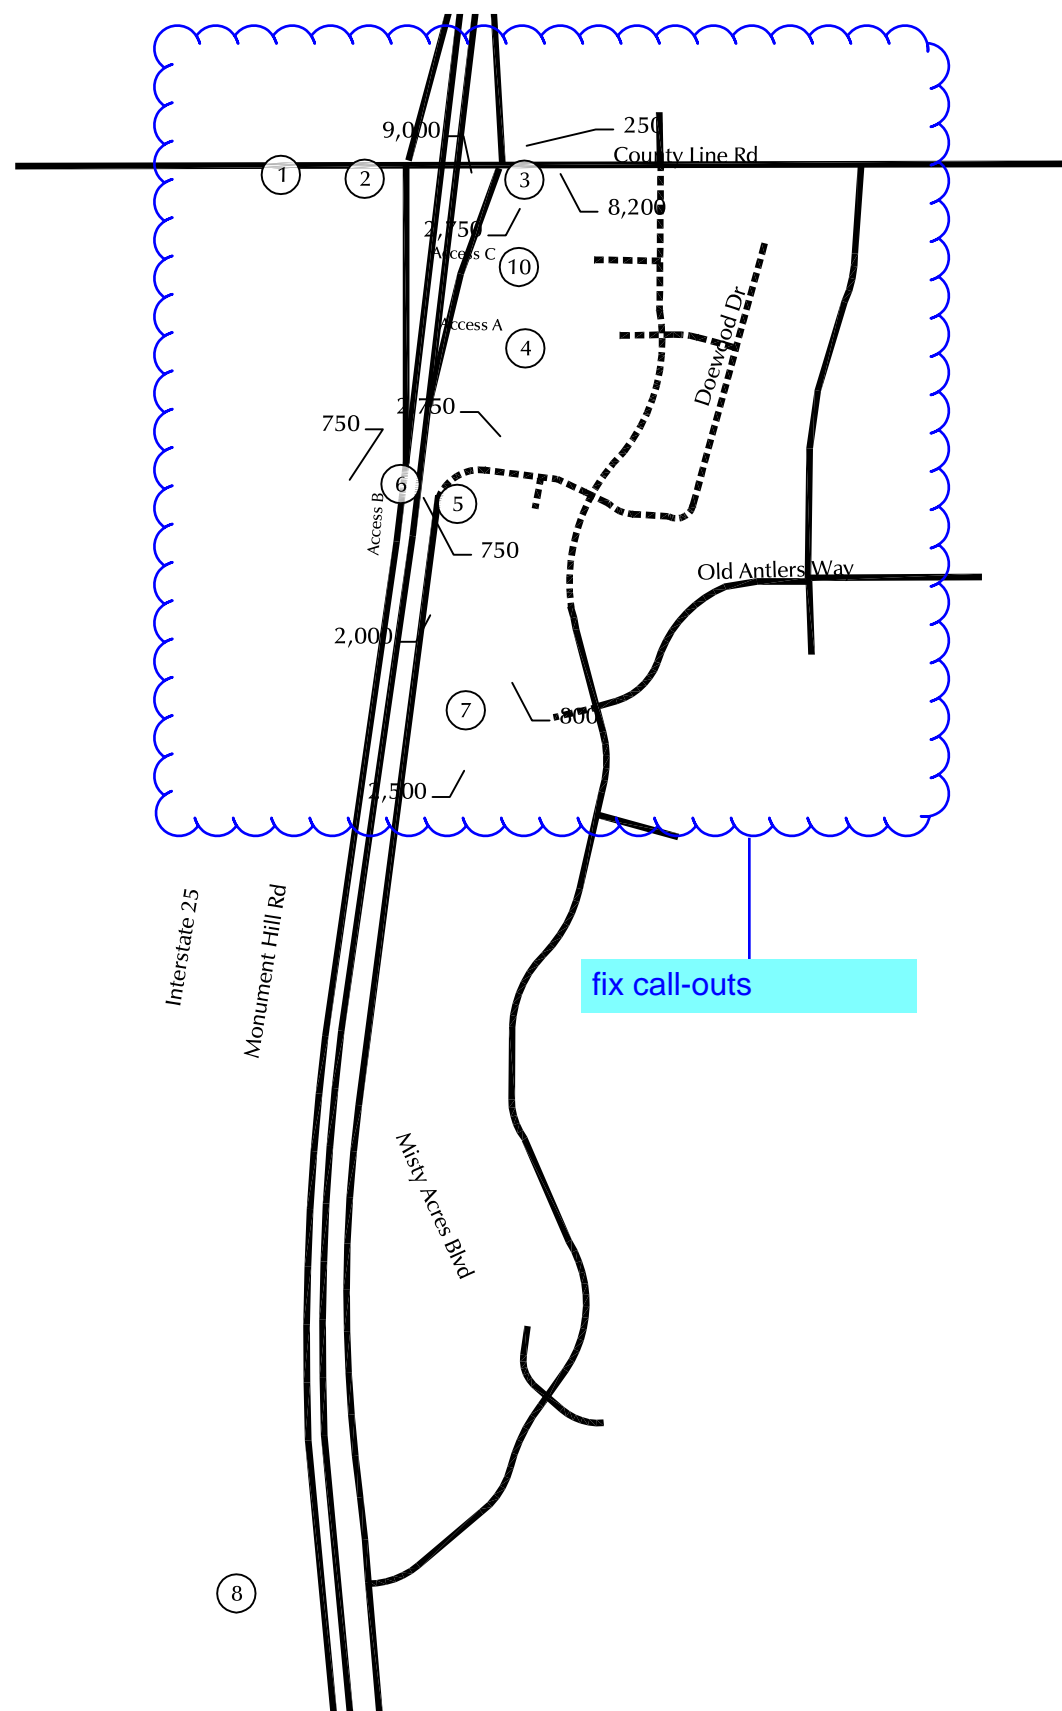 9,000
250
County Line Rd
1
2
3
8,200
2,750
Access C
10
Access A
4
Doewood Dr
2,750
750
6
5
Access B
750
Old Antlers Way
2,000
7
800
2,500
Interstate 25
Monument Hill Rd
fix call-outs
Misty Acres Blvd
8